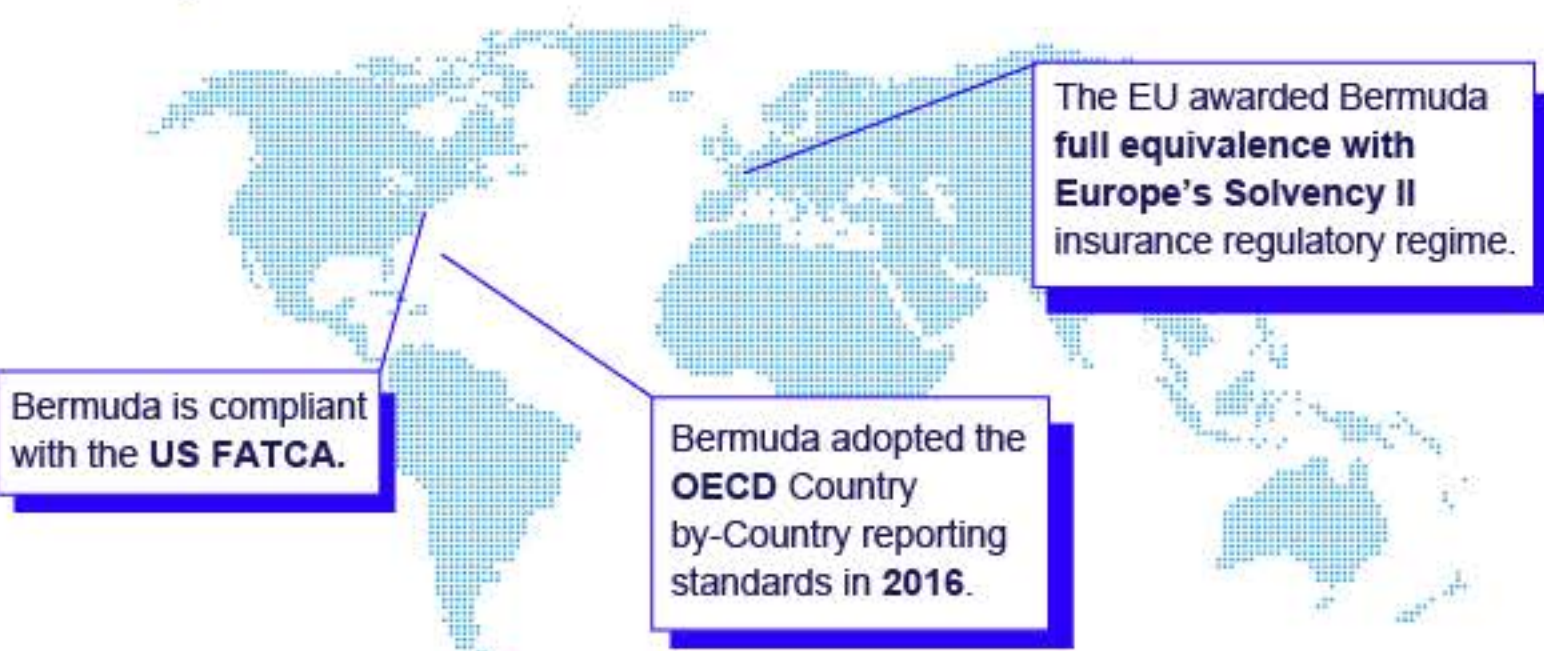 The EU awarded Bermuda
full equivalence with
Europe's Solvency II
insurance regulatory regime.
Bermuda is compliant
with the US FATCA.
Bermuda adopted the
OECD Country
by-Country reporting
standards in 2016.